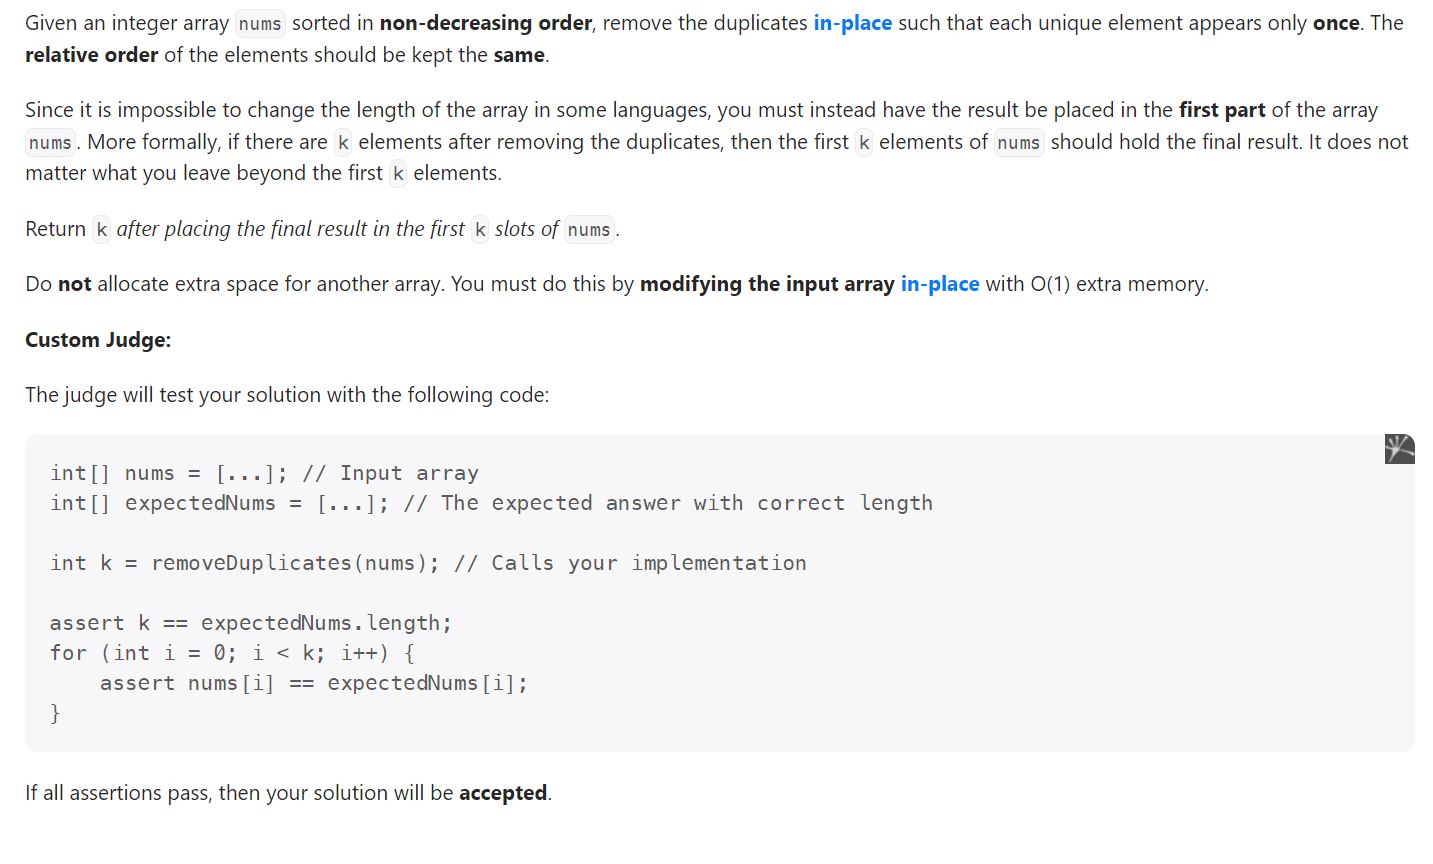 Given an integer array nums sorted in non-decreasing order, remove the duplicates in-place such that each unique element appears only once. The
relative order of the elements should be kept the same.
Since it is impossible to change the length of the array in some languages, you must instead have the result be placed in the first part of the array
nums. More formally, if there are k elements after removing the duplicates, then the first k elements of nums should hold the final result. It does not
matter what you leave beyond the first k elements.
Return k after placing the final result in the first k slots of nums.
Do not allocate extra space for another array. You must do this by modifying the input array in-place with O(1) extra memory.
Custom Judge:
The judge will test your solution with the following code:
int[] nums = [...]; // Input array
int[] expectedNums = [...]; // The expected answer with correct length
int k = removeDuplicates(nums); // Calls your implementation
assert k == expectedNums.length;
for (int i = 0; i < k; i++) {
    assert nums[i] == expectedNums[i];
}
If all assertions pass, then your solution will be accepted.